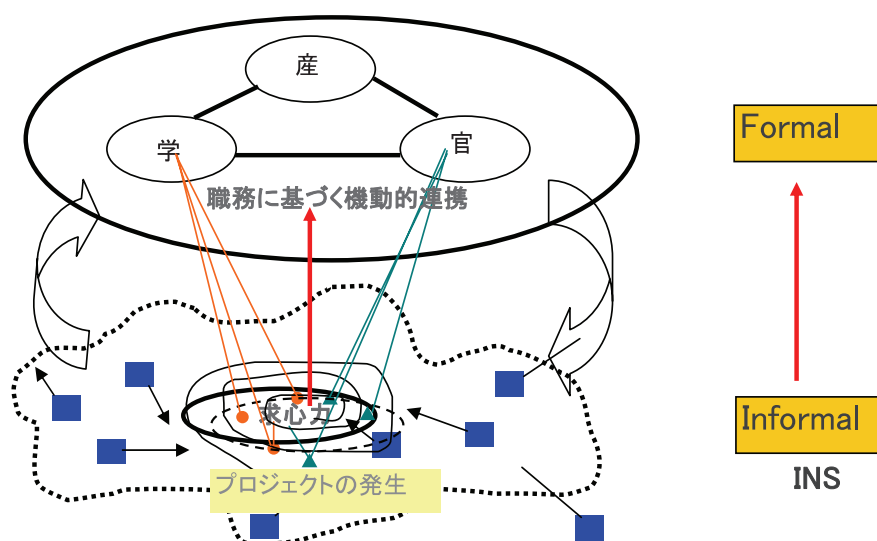 産
学
官
職務に基づく機動的連携
求心力
プロジェクトの発生
Formal
Informal
INS